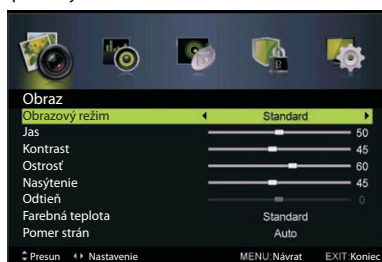 Obraz
Obrazový režim Standard
Jas 50
Kontrast 45
Ostrosť 60
Nasýtenie 45
Odtieň 0
Farebná teplota Standard
Pomer strán Auto
Presun Nastavenie MENU:Návrat EXIT:Koniec